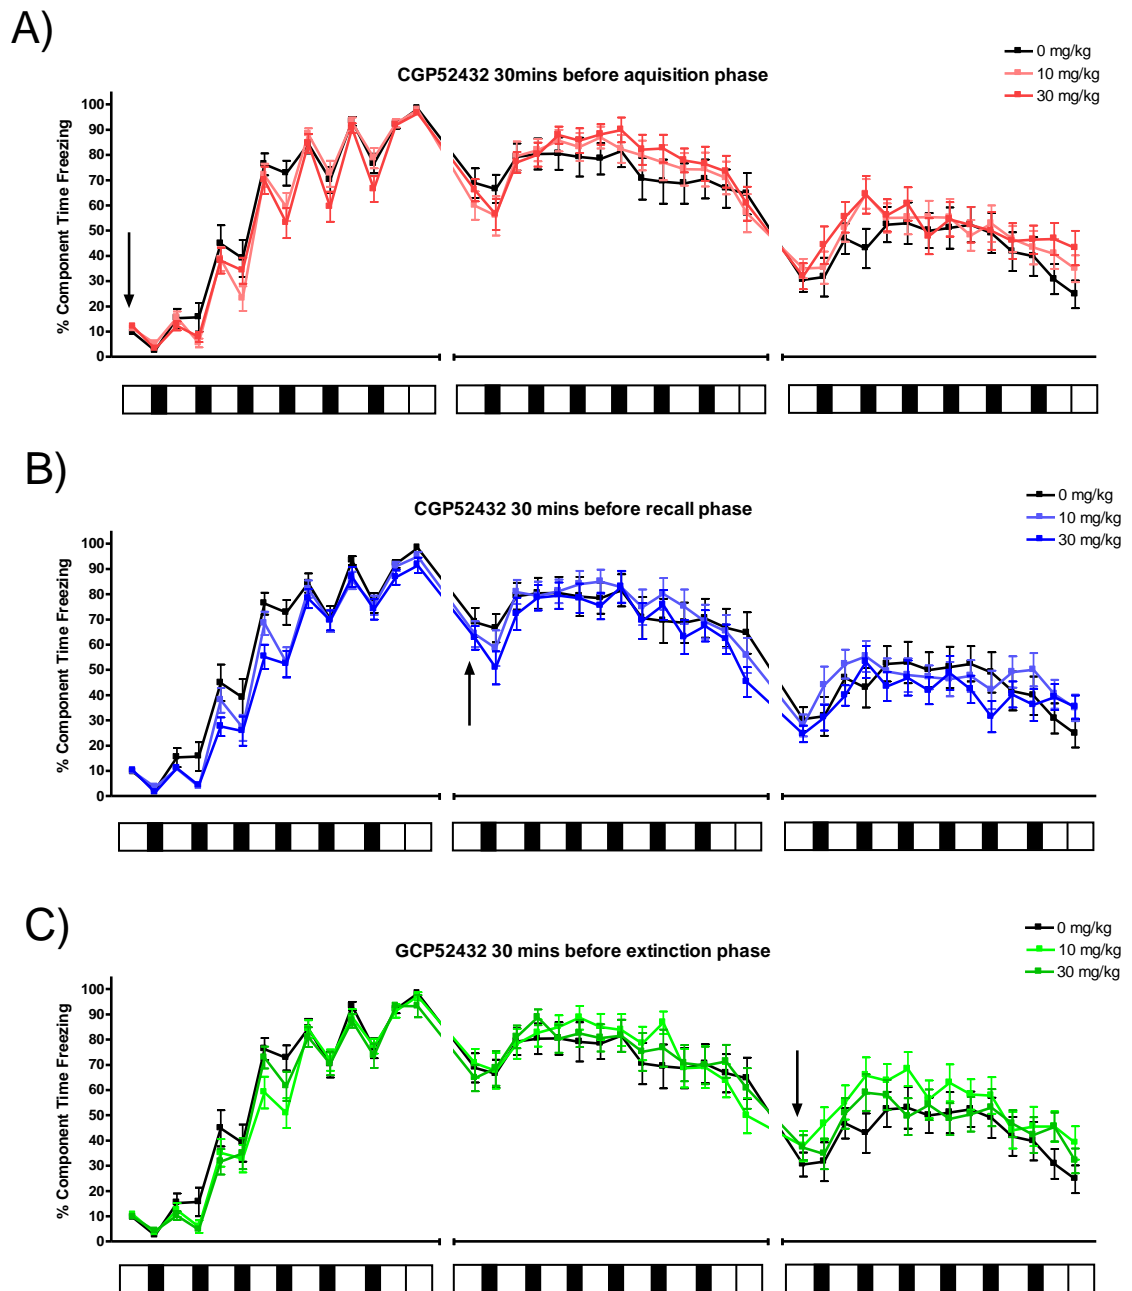 A)
CGP52432 30mins before aquisition phase
0 mg/kg
10 mg/kg
30 mg/kg
% Component Time Freezing
100
90
80
70
60
50
40
30
20
10
0
B)
CGP52432 30 mins before recall phase
0 mg/kg
10 mg/kg
30 mg/kg
% Component Time Freezing
100
90
80
70
60
50
40
30
20
10
0
C)
GCP52432 30 mins before extinction phase
0 mg/kg
10 mg/kg
30 mg/kg
% Component Time Freezing
100
90
80
70
60
50
40
30
20
10
0